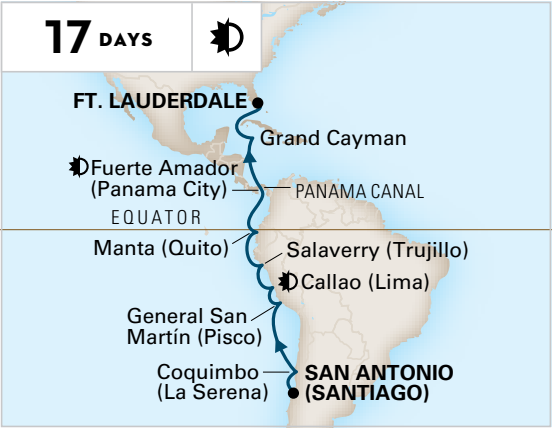 17 DAYS
FT. LAUDERDALE
Grand Cayman
Fuerte Amador
(Panama City)
PANAMA CANAL
EQUATOR
Manta (Quito)
Salaverry (Trujillo)
Callao (Lima)
General San
Martín (Pisco)
Coquimbo
(La Serena)
SAN ANTONIO
(SANTIAGO)